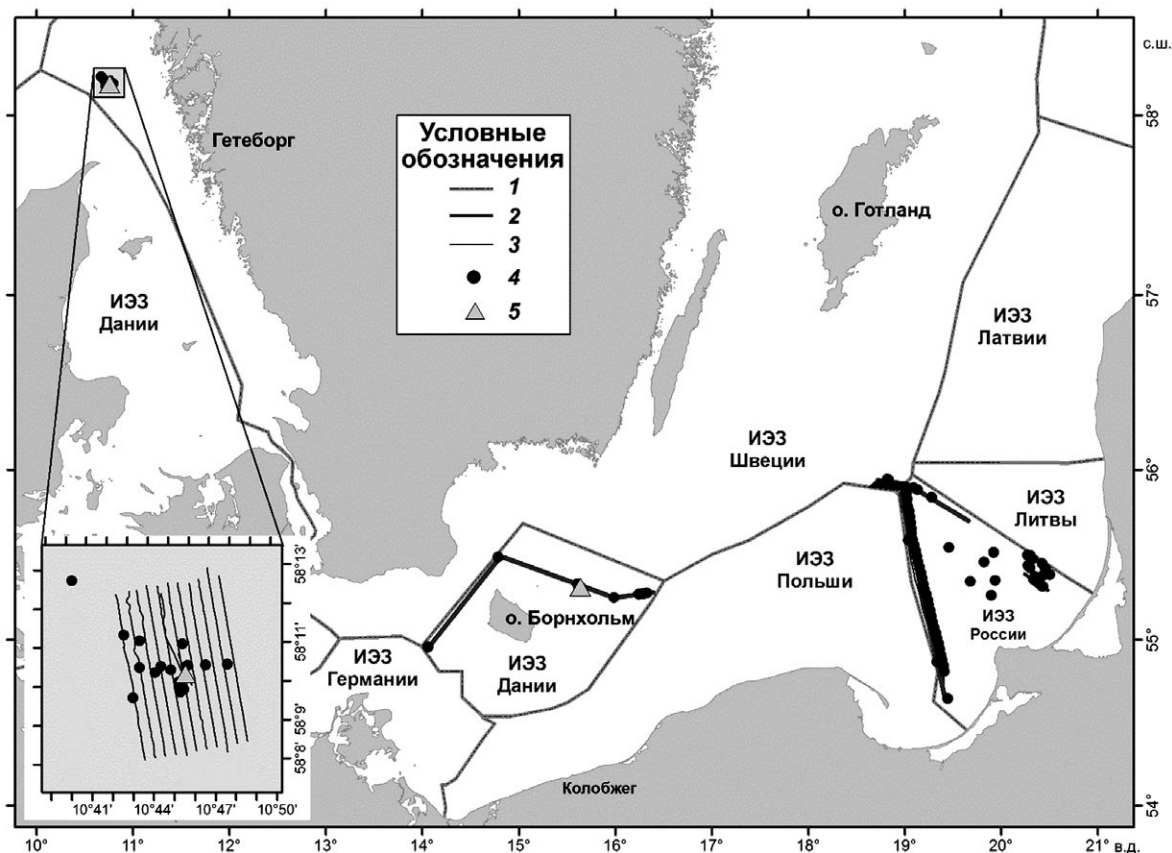 с.ш.
58°
57°
56°
55°
54°
Гетеборг
Условные
обозначения
1
2
3
4
5
о. Готланд
ИЭЗ
Дании
ИЭЗ
Латвии
ИЭЗ
Швеции
ИЭЗ
Литвы
ИЭЗ
Польши
ИЭЗ
России
о. Борнхольм
ИЭЗ
Германии
ИЭЗ
Дании
Колобжег
58°13'
58°11'
58°9'
58°8'
10°41' 10°44' 10°47' 10°50'
10° 11° 12° 13° 14° 15° 16° 17° 18° 19° 20° 21° в.д.